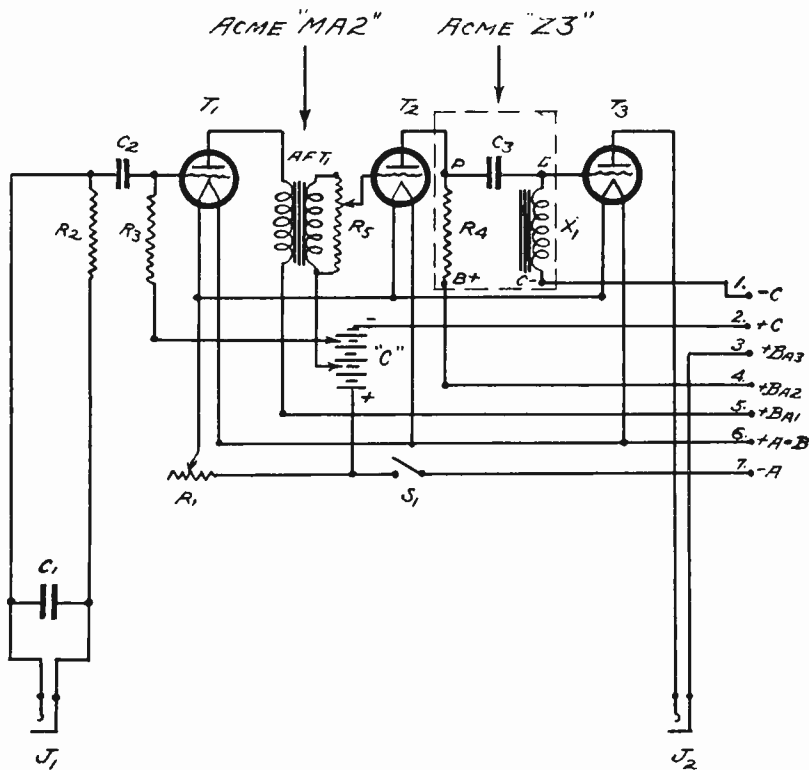 ACME "MA2"
ACME "Z3"
T1
T2
T3
C2
AFT1
P
C3
G
R2
R3
R5
R4
X1
B+
C-
1. -C
-
2. +C
"C"
3. +BA3
4. +BA2
+
5. +BA1
6. +A-B
7. -A
R1
S1
C1
J1
J2